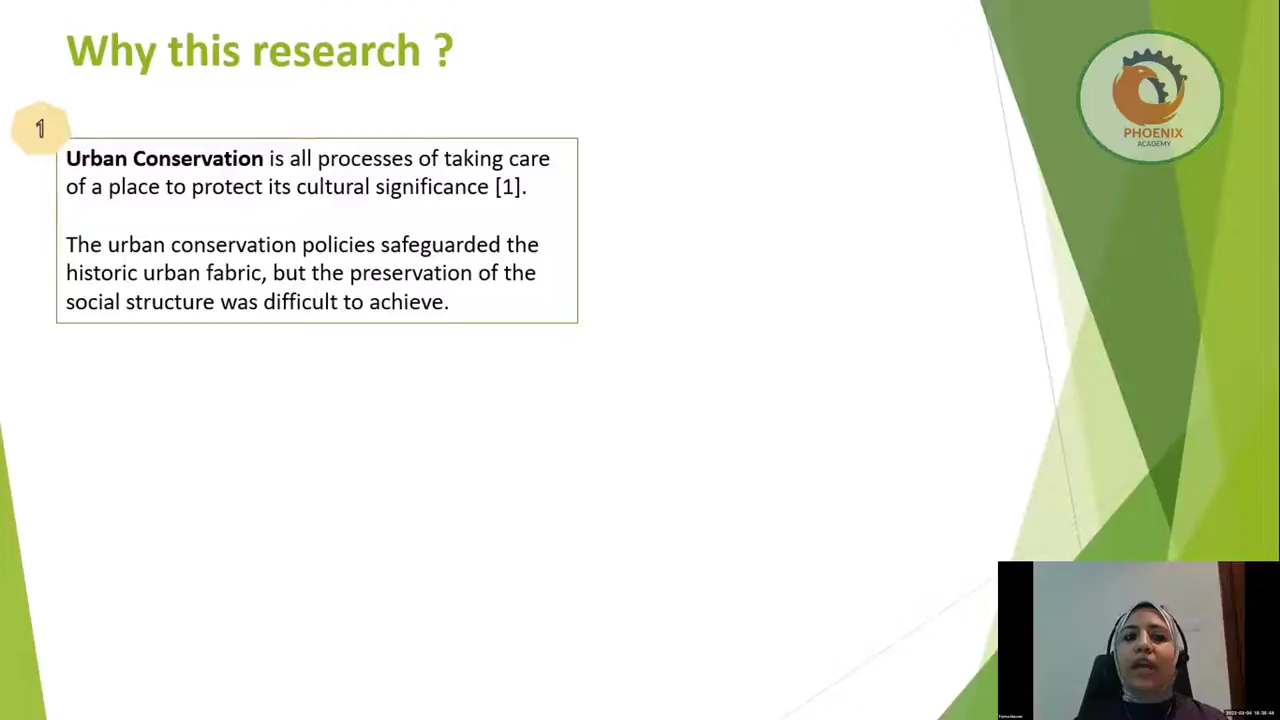 Why this research ?
1
Urban Conservation is all processes of taking care
of a place to protect its cultural significance [1].
The urban conservation policies safeguarded the
historic urban fabric, but the preservation of the
social structure was difficult to achieve.
PHOENIX
ACADEMY